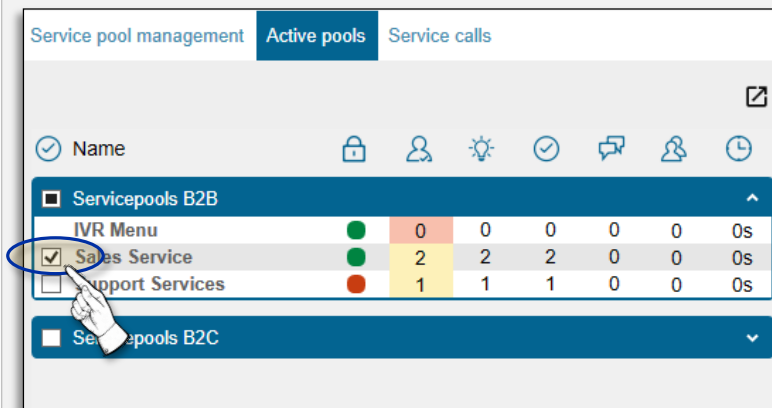 Service pool management Active pools Service calls
Name
Servicepools B2B
IVR Menu 0 0 0 0 0 0s
Sales Service 2 2 2 0 0 0s
Support Services 1 1 1 0 0 0s
Servicepools B2C